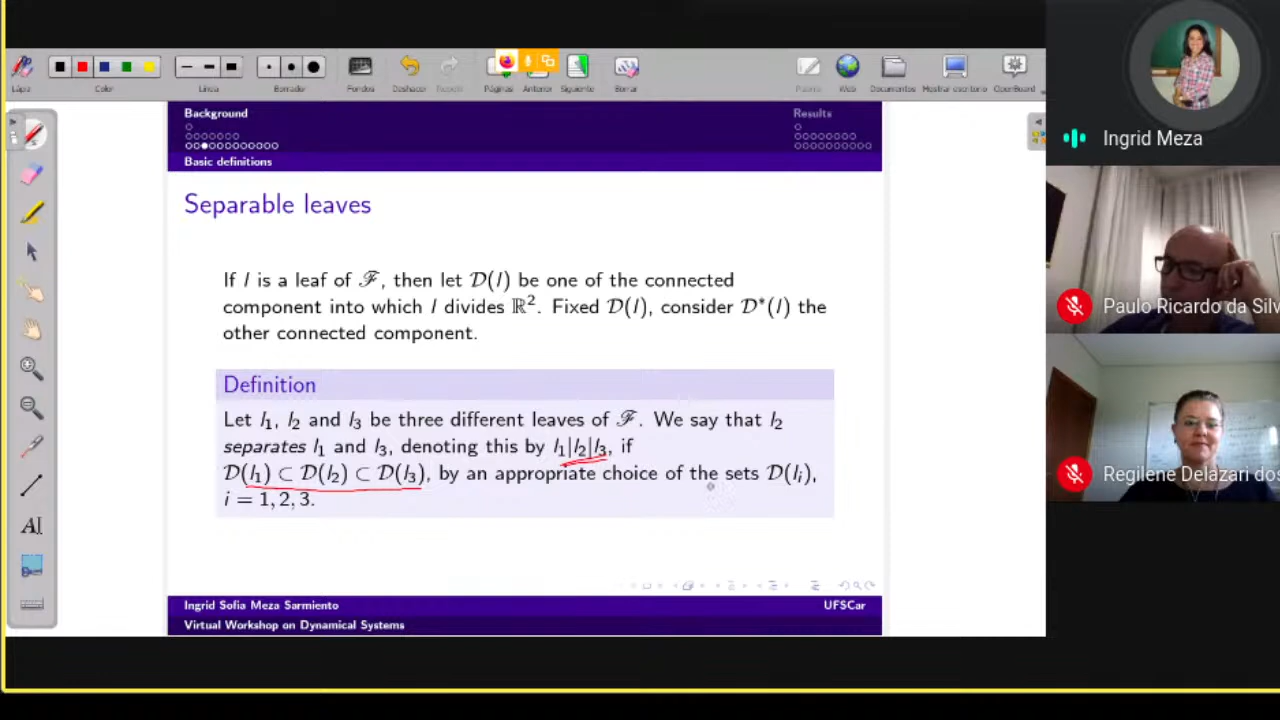 Lápiz Color Línea Borrador Fondos Deshacer Páginas Anterior Siguiente Borrar Web Documentos Mostrar escritorio OpenBoard
Background Results
Basic definitions
Separable leaves
If l is a leaf of ℱ, then let 𝒟(l) be one of the connected
component into which l divides ℝ². Fixed 𝒟(l), consider 𝒟*(l) the
other connected component.
Definition
Let l₁, l₂ and l₃ be three different leaves of ℱ. We say that l₂
separates l₁ and l₃, denoting this by l₁|l₂|l₃, if
𝒟(l₁) ⊂ 𝒟(l₂) ⊂ 𝒟(l₃), by an appropriate choice of the sets 𝒟(lᵢ),
i = 1, 2, 3.
Ingrid Sofia Meza Sarmiento UFSCar
Virtual Workshop on Dynamical Systems
AI
Ingrid Meza
Paulo Ricardo da Silv
Regilene Delazari dos